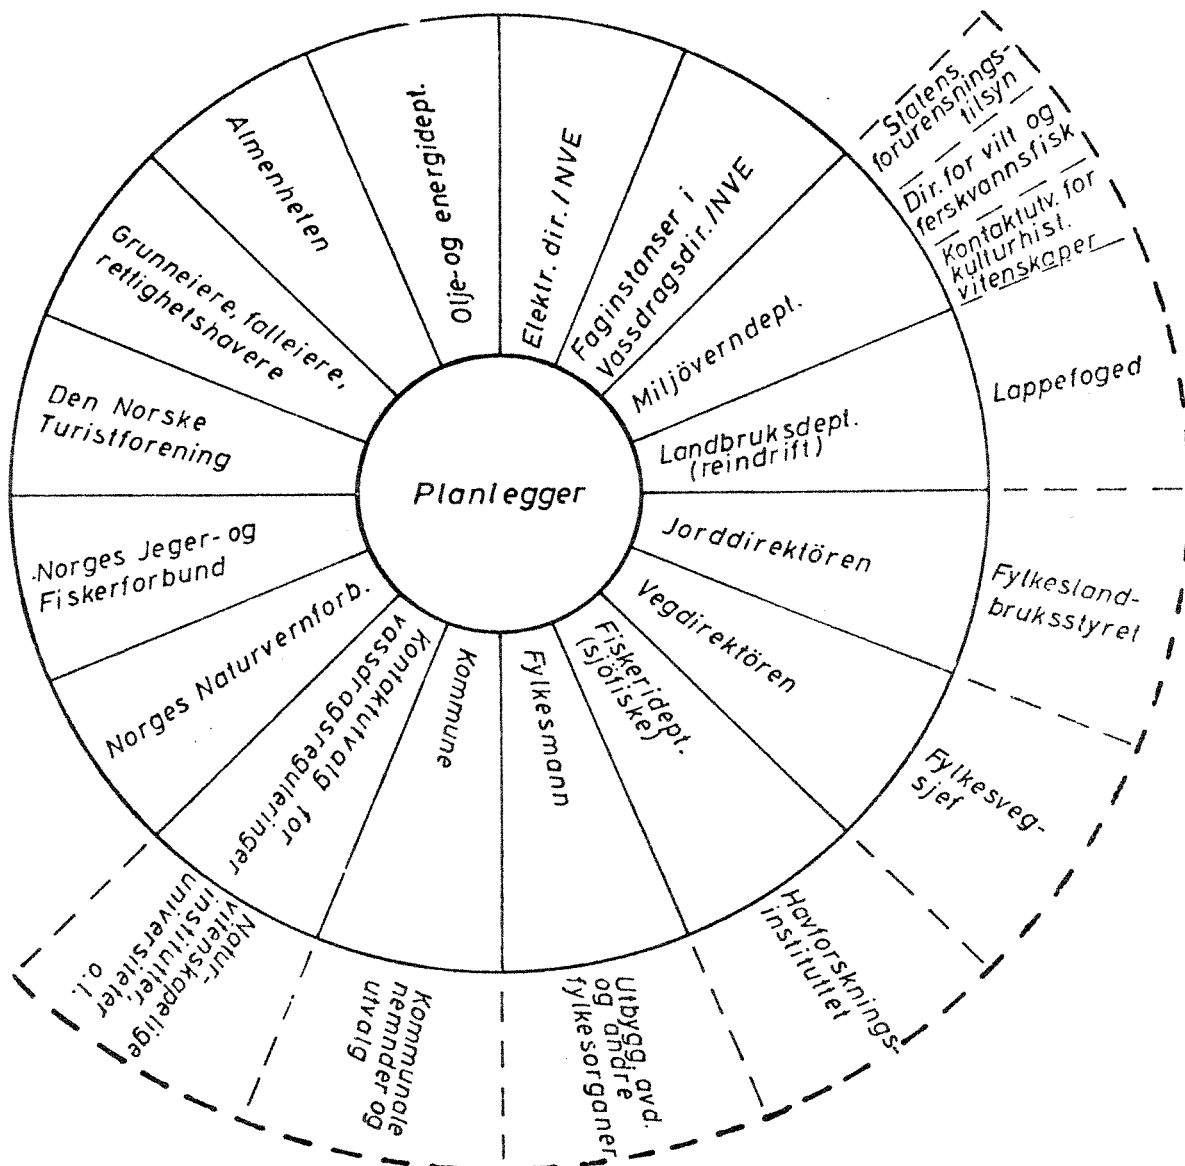 Planlegger
Olje-og energidept.
Elektr. dir./NVE
Faginstanser i
Vassdragsdir./NVE
Miljöverndept.
Landbruksdept.
(reindrift)
Jorddirektören
Vegdirektören
Fiskeridept.
(sjöfiske)
Fylkesmann
Kommune
Kontaktutvalg for
vassdragsreguleringer
Norges Naturvernforb.
Norges Jeger- og
Fiskerforbund
Den Norske
Turistforening
Grunneiere, falleiere,
rettighetshavere
Almenheten
Statens
forurensnings-
tilsyn
Dir. for vilt og
ferskvannsfisk
Kontaktutv. for
kulturhist.
vitenskaper
Lappefoged
Fylkesland-
bruksstyret
Fylkesveg-
sjef
Havforsknings-
instituttet
Utbygg. avd.
og andre
fylkesorganer
Kommunale
nemnder og
utvalg
Natur-
vitenskapelige
institutter,
universiteter
o.l.